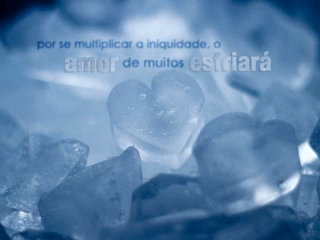 por se multiplicar a iniquidade, o
amor de muitos esfriará